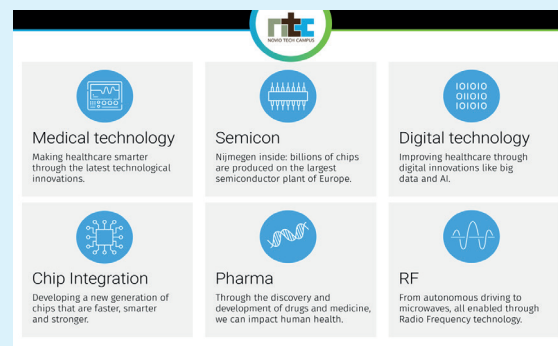 ntc
NOVIO TECH CAMPUS
Medical technology
Making healthcare smarter
through the latest technological
innovations.
Semicon
Nijmegen inside: billions of chips
are produced on the largest
semiconductor plant of Europe.
101010
011010
101010
Digital technology
Improving healthcare through
digital innovations like big
data and AI.
Chip Integration
Developing a new generation of
chips that are faster, smarter
and stronger.
Pharma
Through the discovery and
development of drugs and medicine,
we can impact human health.
RF
From autonomous driving to
microwaves, all enabled through
Radio Frequency technology.